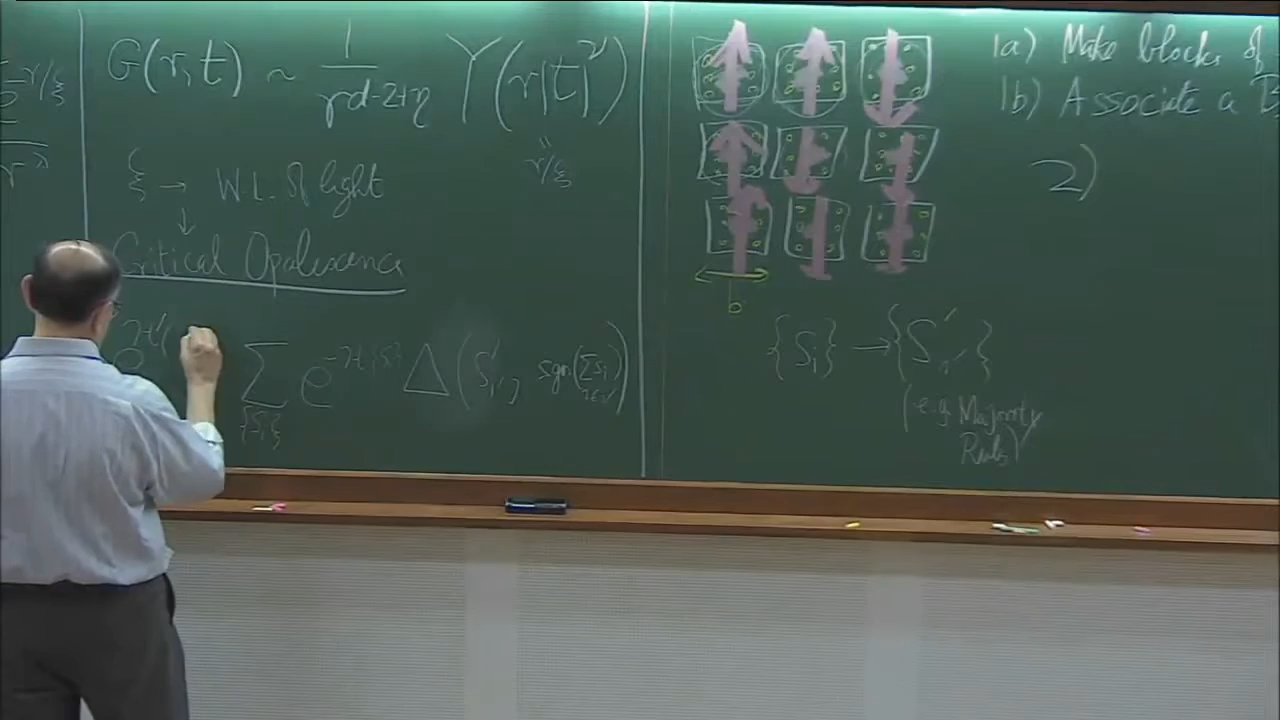 e^{-r/ξ}
G(r,t) ~ 1/r^{d-2+η} Y(r|t|^ν)
" r/ξ
ξ → W.L. of light
↓
Critical Opalescence
e^{H'( Σ_{{S_i}} e^{-H{S}} Δ(S'_{i'}, sgn(Σ S_i))
i∈i'
b
{S_i} → {S'_{i'}}
(e.g. Majority
Rule)
1a) Make blocks of
1b) Associate a B
2)